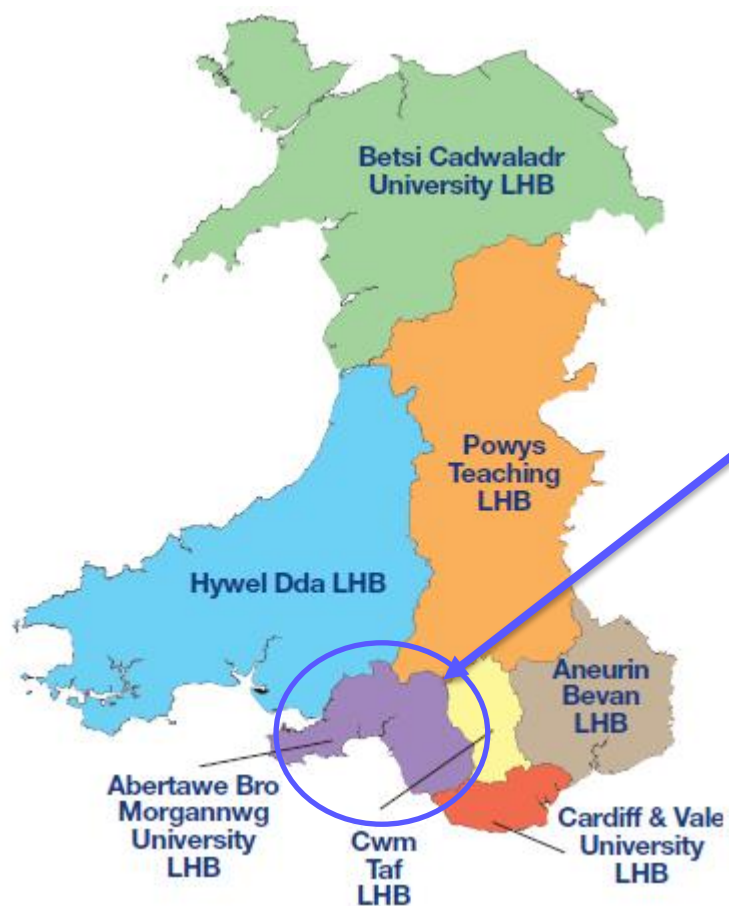 Betsi Cadwaladr
University LHB
Powys
Teaching
LHB
Hywel Dda LHB
Aneurin
Bevan
LHB
Abertawe Bro
Morgannwg
University
LHB
Cwm
Taf
LHB
Cardiff & Vale
University
LHB